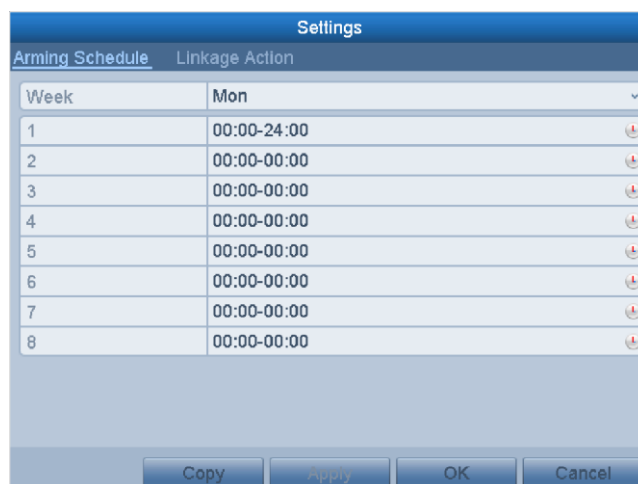 Settings
Arming Schedule Linkage Action
Week Mon
1 00:00-24:00
2 00:00-00:00
3 00:00-00:00
4 00:00-00:00
5 00:00-00:00
6 00:00-00:00
7 00:00-00:00
8 00:00-00:00
Copy Apply OK Cancel